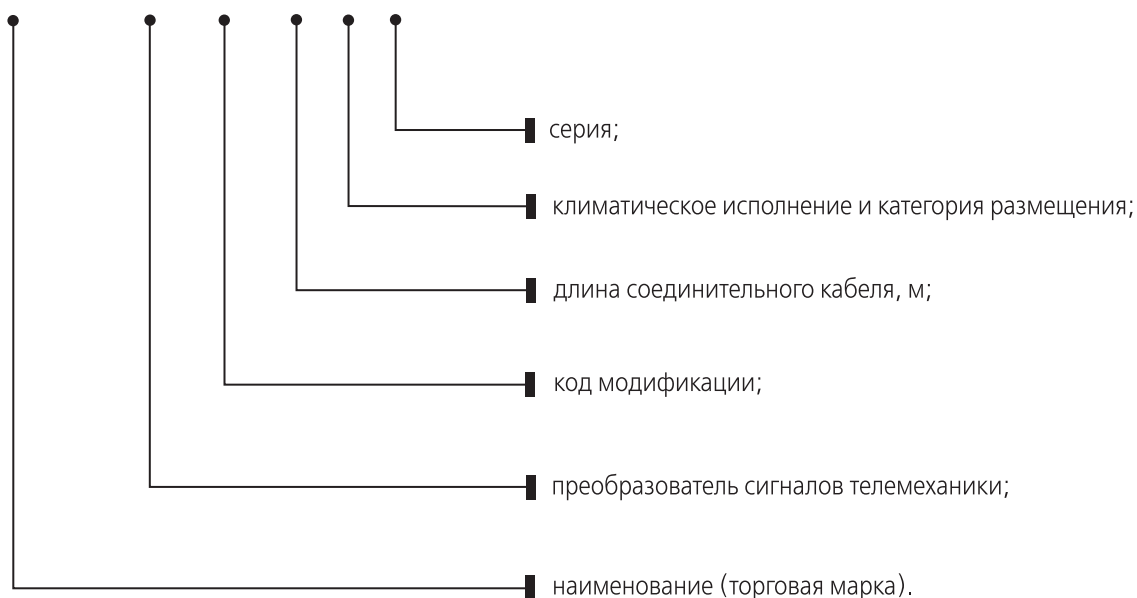 серия;
климатическое исполнение и категория размещения;
длина соединительного кабеля, м;
код модификации;
преобразователь сигналов телемеханики;
наименование (торговая марка).